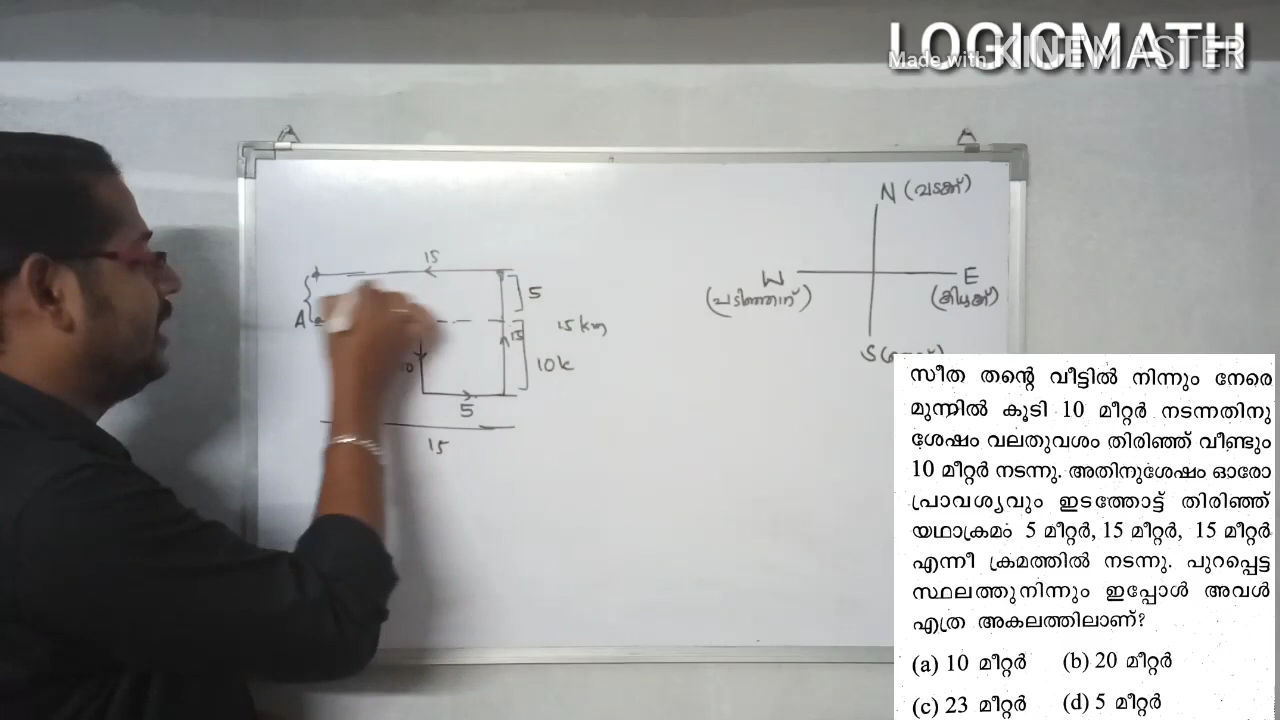 LOGICMATH
Made with KINEMASTER
N (വടക്ക്)
W
E
(പടിഞ്ഞാറ്)
(കിഴക്ക്)
S
15
5
A
15 km
15
10k
5
15
സീത തന്റെ വീട്ടിൽ നിന്നും നേരെ
മുന്നിൽ കൂടി 10 മീറ്റർ നടന്നതിനു
ശേഷം വലതുവശം തിരിഞ്ഞ് വീണ്ടും
10 മീറ്റർ നടന്നു. അതിനുശേഷം ഓരോ
പ്രാവശ്യവും ഇടത്തോട്ട് തിരിഞ്ഞ്
യഥാക്രമം 5 മീറ്റർ, 15 മീറ്റർ, 15 മീറ്റർ
എന്നീ ക്രമത്തിൽ നടന്നു. പുറപ്പെട്ട
സ്ഥലത്തുനിന്നും ഇപ്പോൾ അവൾ
എത്ര അകലത്തിലാണ്?
(a) 10 മീറ്റർ (b) 20 മീറ്റർ
(c) 23 മീറ്റർ (d) 5 മീറ്റർ